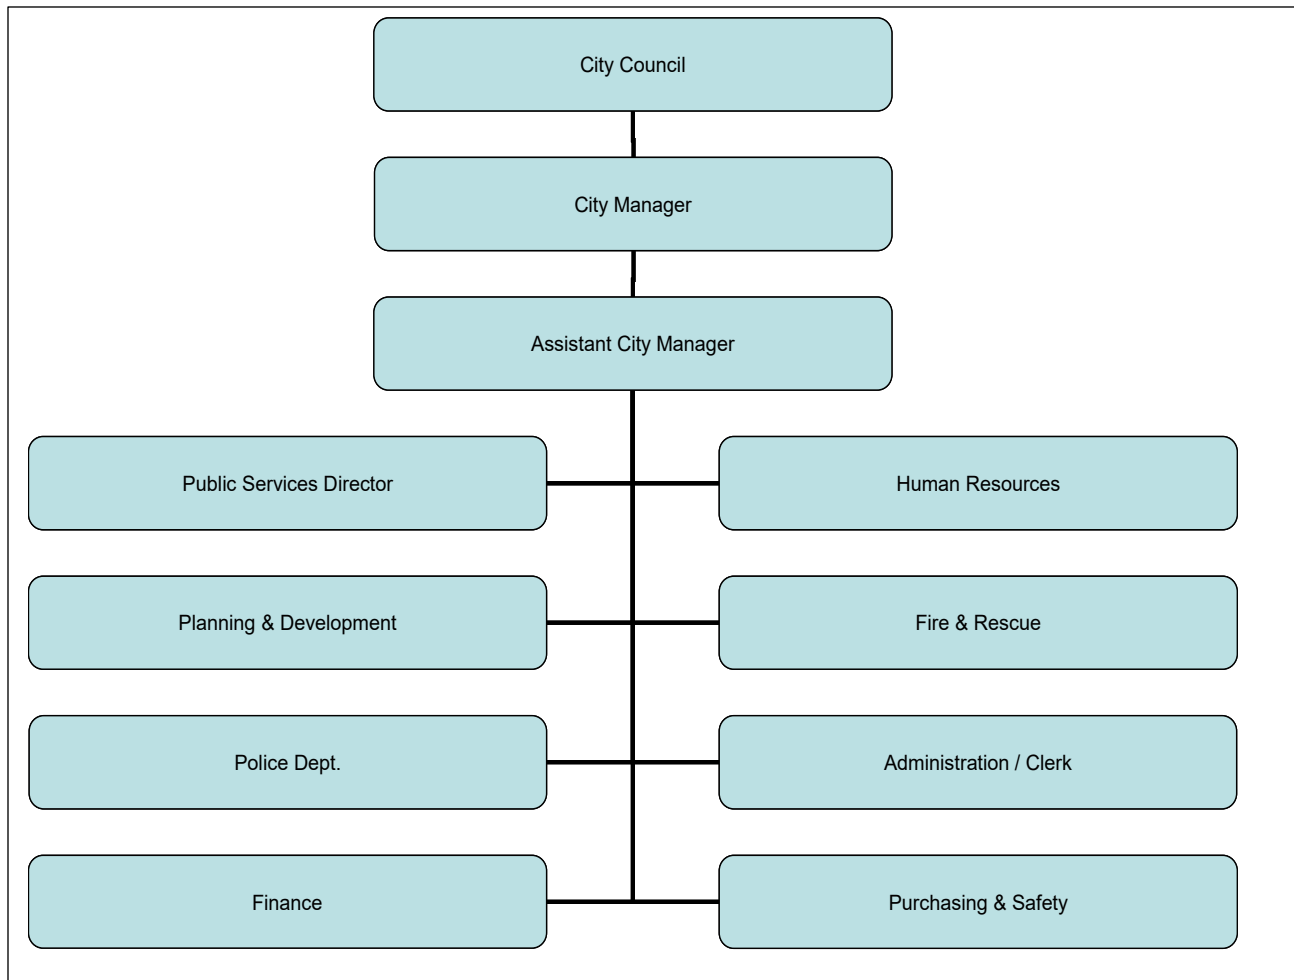 City Council
City Manager
Assistant City Manager
Public Services Director
Human Resources
Planning & Development
Fire & Rescue
Police Dept.
Administration / Clerk
Finance
Purchasing & Safety